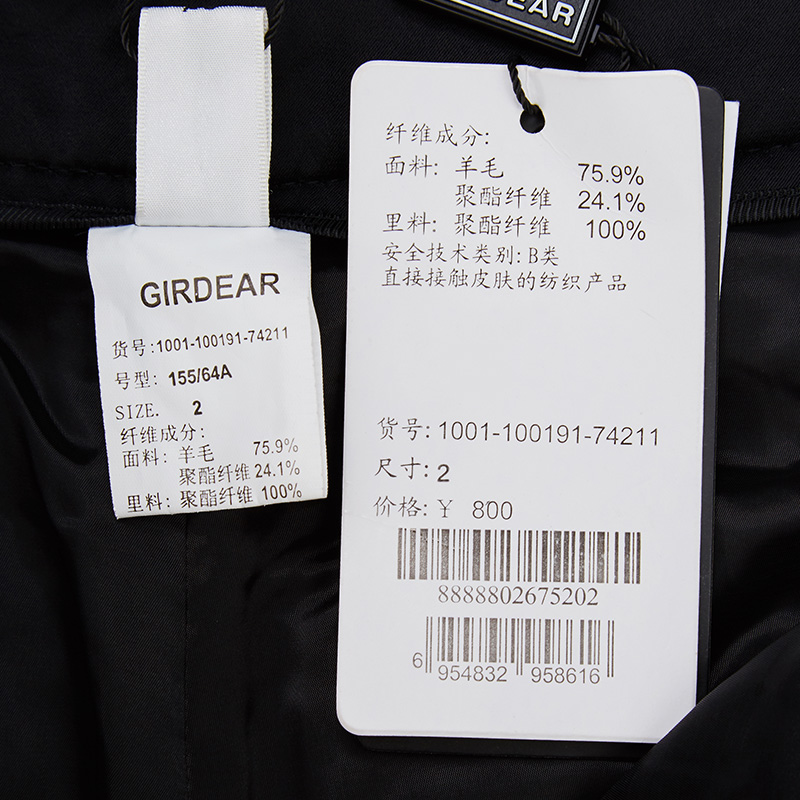 DEAR
GIRDEAR
货号:1001-100191-74211
号型: 155/64A
SIZE. 2
纤维成分:
面料: 羊毛 75.9%
聚酯纤维 24.1%
里料: 聚酯纤维 100%
纤维成分:
面料: 羊毛 75.9%
聚酯纤维 24.1%
里料: 聚酯纤维 100%
安全技术类别: B类
直接接触皮肤的纺织产品
货号: 1001-100191-74211
尺寸: 2
价格: ¥ 800
8888802675202
6 954832 958616